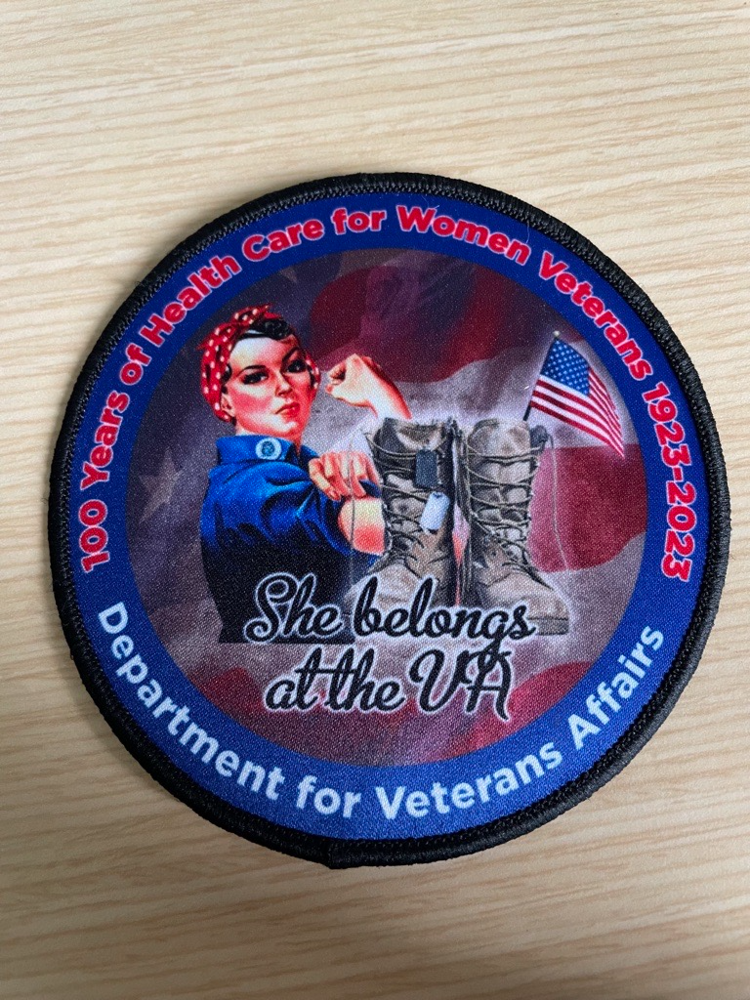 100 Years of Health Care for Women Veterans 1923-2023
She belongs
at the VA
Department for Veterans Affairs